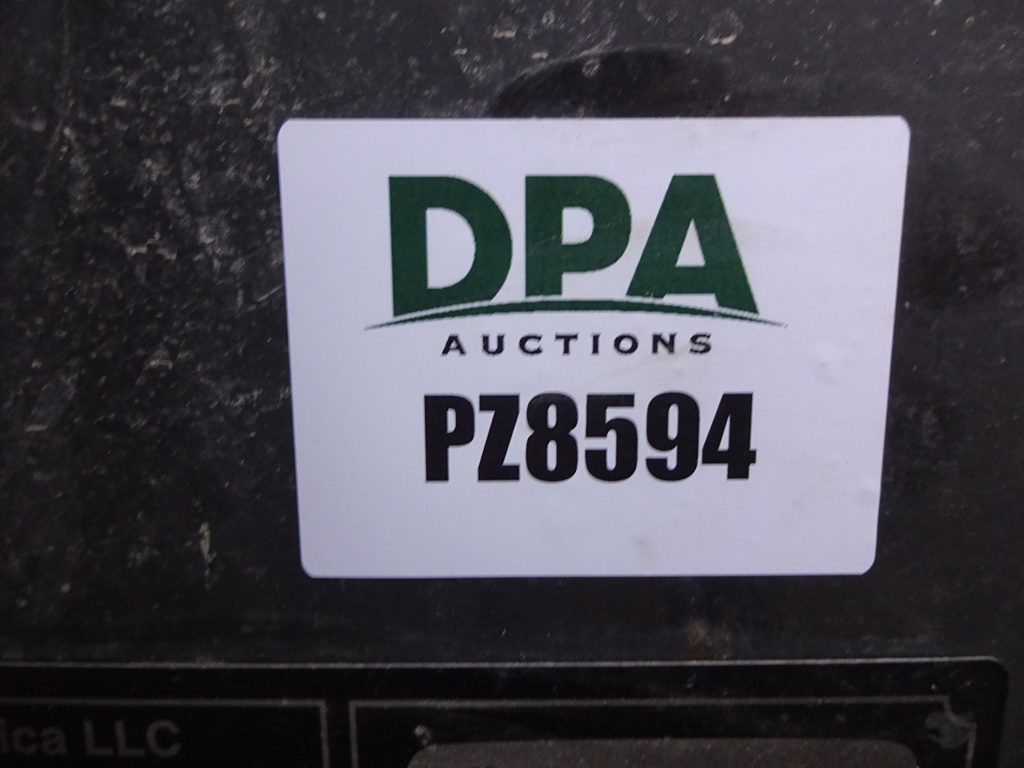 DPA
AUCTIONS
PZ8594
ica LLC